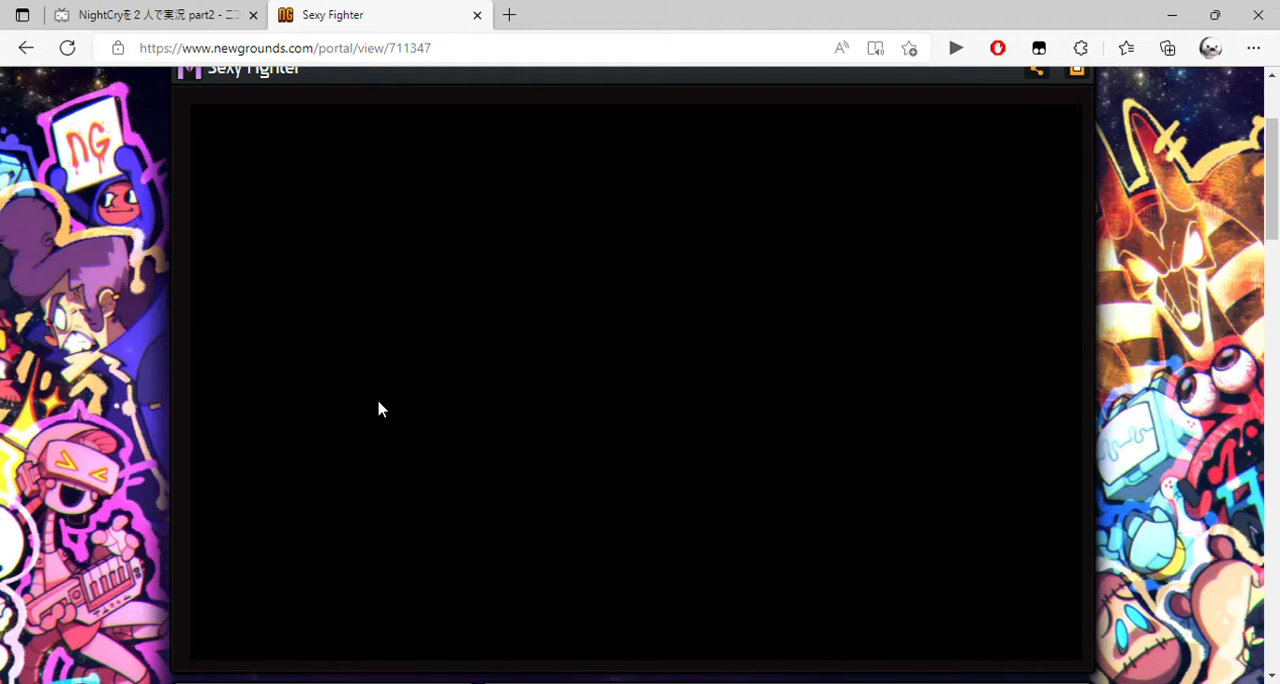 NightCryを２人で実況 part2 - ニコ
Sexy Fighter
https://www.newgrounds.com/portal/view/711347
M Sexy Fighter
NG